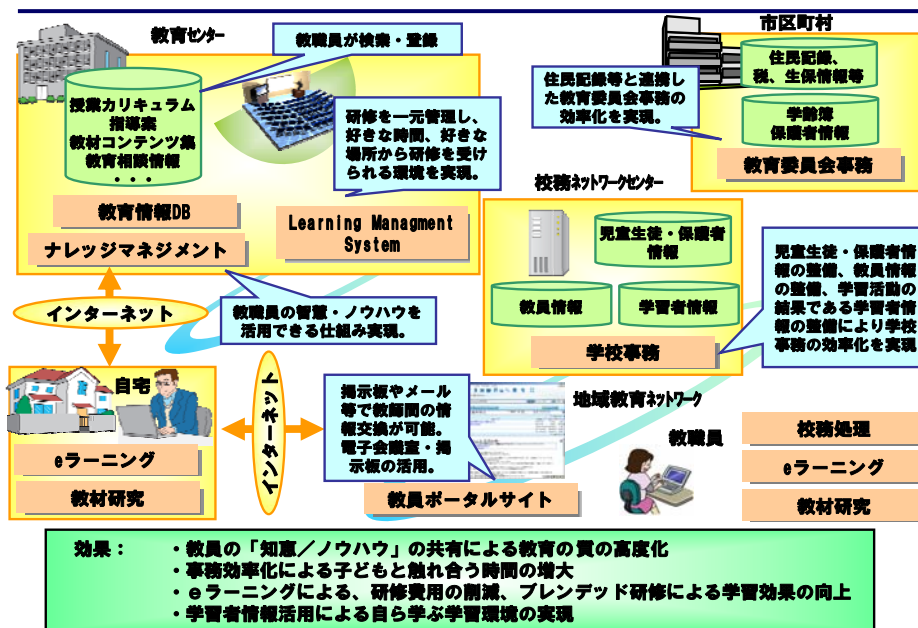 教育センター
教職員が検索・登録
市区町村
授業カリキュラム
指導案
教材コンテンツ集
教育相談情報
・・・
研修を一元管理し、
好きな時間、好きな
場所から研修を受け
られる環境を実現。
住民記録等と連携し
た教育委員会事務の
効率化を実現。
住民記録、
税、生保情報等
学齢簿
保護者情報
教育委員会事務
教育情報DB
ナレッジマネジメント
Learning Managment
System
校務ネットワークセンター
児童生徒・保護者
情報
教員情報
学習者情報
学校事務
児童生徒・保護者情
報の整備、教員情報
の整備、学習活動の
結果である学習者情
報の整備により学校
事務の効率化を実現
インターネット
教職員の智慧・ノウハウを
活用できる仕組み実現。
自宅
eラーニング
教材研究
インターネット
掲示板やメール
等で教師間の情
報交換が可能。
電子会議室・掲
示板の活用。
教員ポータルサイト
地域教育ネットワーク
教職員
校務処理
eラーニング
教材研究
効果： ・教員の「知恵／ノウハウ」の共有による教育の質の高度化
・事務効率化による子どもと触れ合う時間の増大
・eラーニングによる、研修費用の削減、ブレンデッド研修による学習効果の向上
・学習者情報活用による自ら学ぶ学習環境の実現